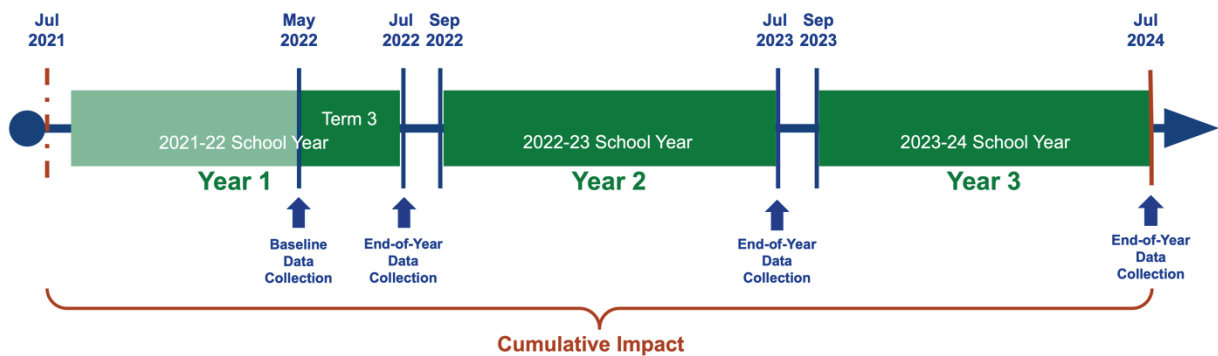 Jul
2021
May
2022
Jul
2022
Sep
2022
Jul
2023
Sep
2023
Jul
2024
Term 3
2021-22 School Year
2022-23 School Year
2023-24 School Year
Year 1
Year 2
Year 3
Baseline
Data
Collection
End-of-Year
Data
Collection
End-of-Year
Data
Collection
End-of-Year
Data
Collection
Cumulative Impact